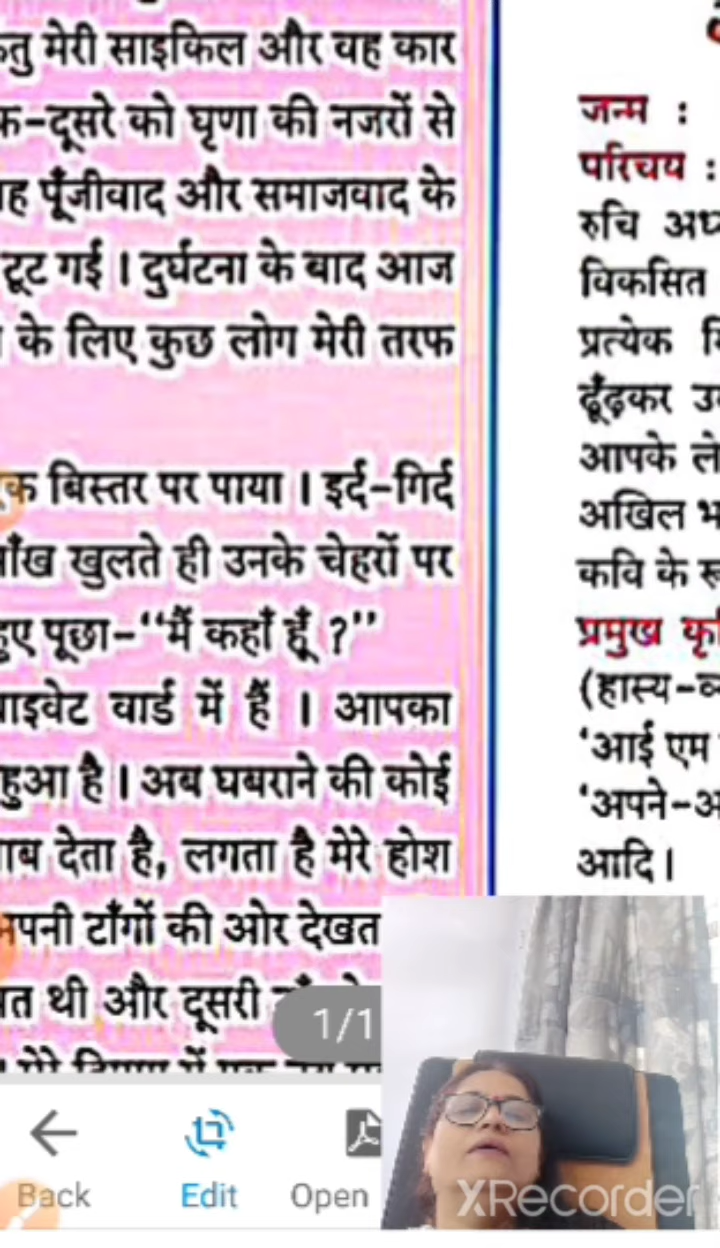 मेरी साइकिल और वह कार
दूसरे को घृणा की नजरों से
पूँजीवाद और समाजवाद के
टूट गई । दुर्घटना के बाद आज
के लिए कुछ लोग मेरी तरफ
बिस्तर पर पाया । इर्द-गिर्द
खुलते ही उनके चेहरों पर
पूछा-“मैं कहाँ हूँ ?”
वार्ड में हैं । आपका
हुआ है । अब घबराने की कोई
देता है, लगता है मेरे होश
टाँगों की ओर देखत
थी और दूसरी
1/1
जन्म :
परिचय :
रुचि
विकसित
प्रत्येक
ढूँढ़कर
आपके
अखिल
कवि के
प्रमुख
(हास्य-
‘आई एम
‘अपने-
आदि ।
Back
Edit
Open
XRecorder